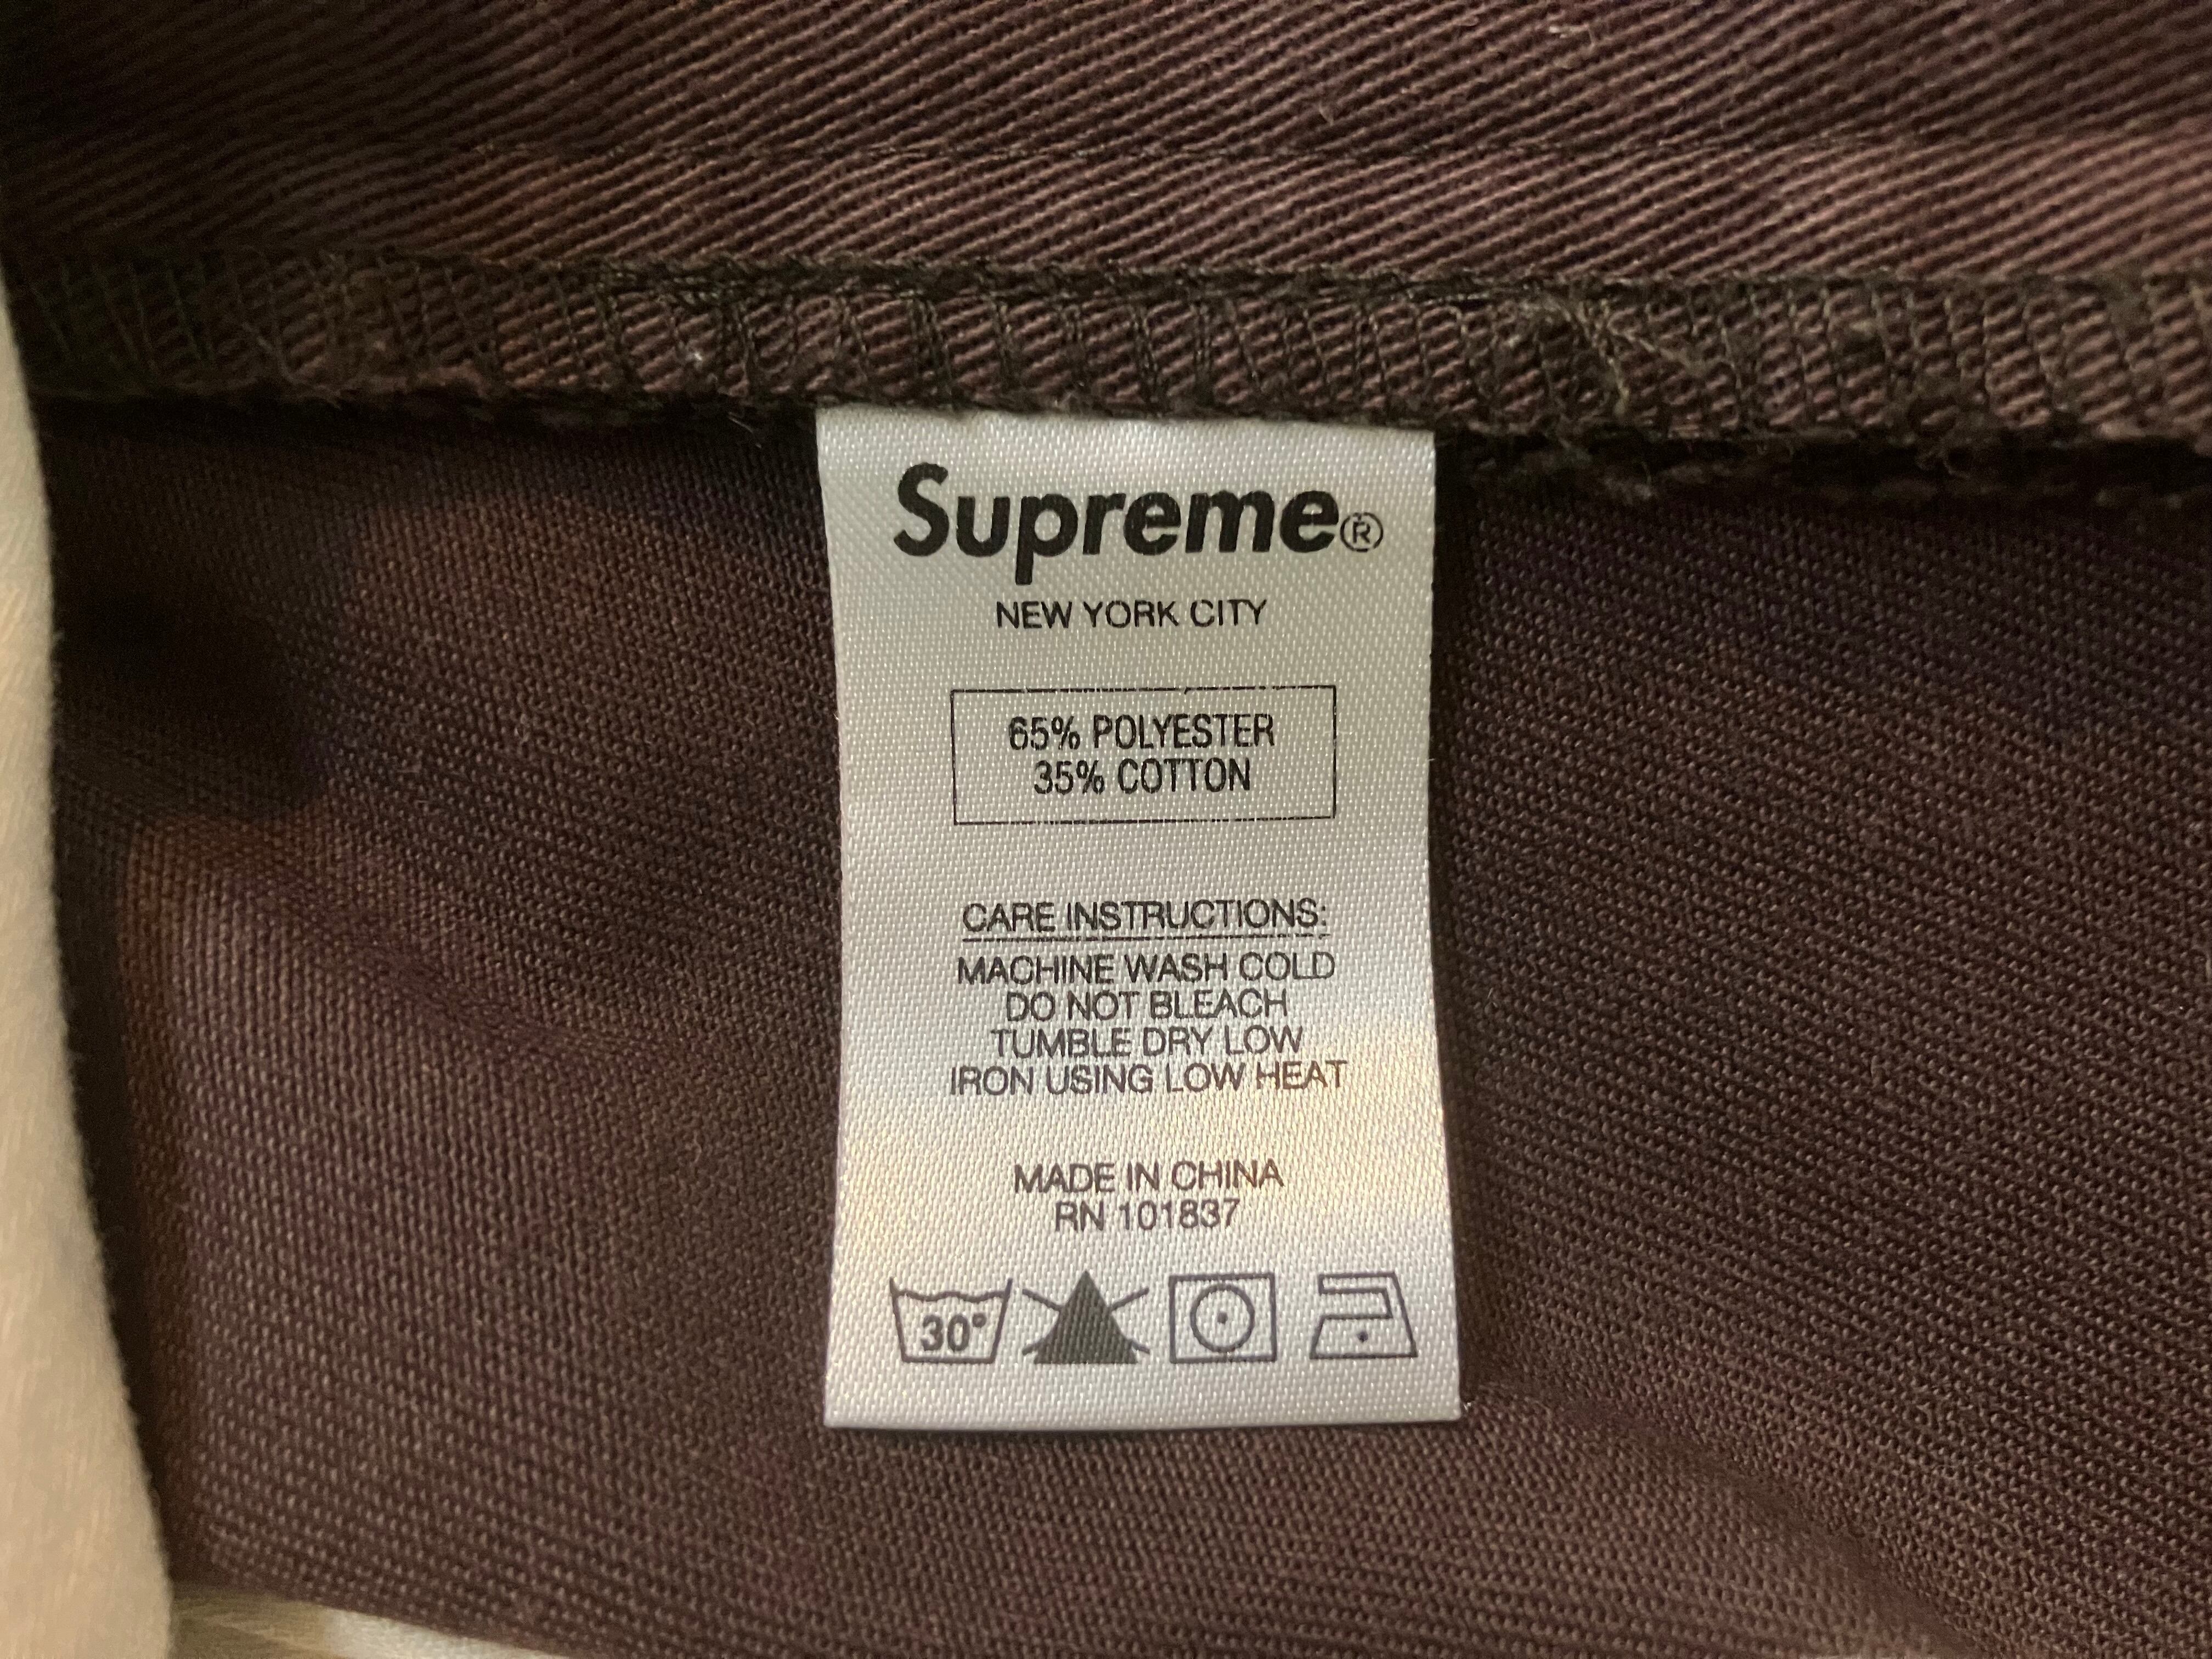 Supreme®
NEW YORK CITY
65% POLYESTER
35% COTTON
CARE INSTRUCTIONS:
MACHINE WASH COLD
DO NOT BLEACH
TUMBLE DRY LOW
IRON USING LOW HEAT
MADE IN CHINA
RN 101837
30°